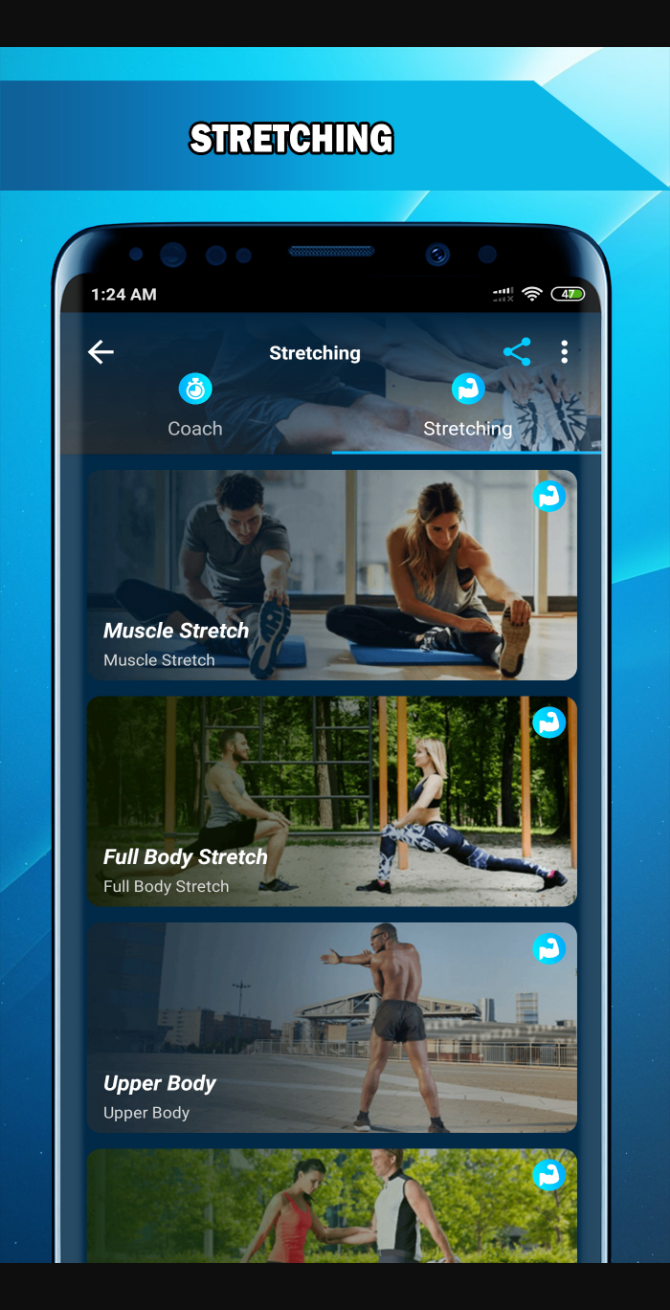 STRETCHING
1:24 AM
47
Stretching
Coach
Stretching
Muscle Stretch
Muscle Stretch
Full Body Stretch
Full Body Stretch
Upper Body
Upper Body